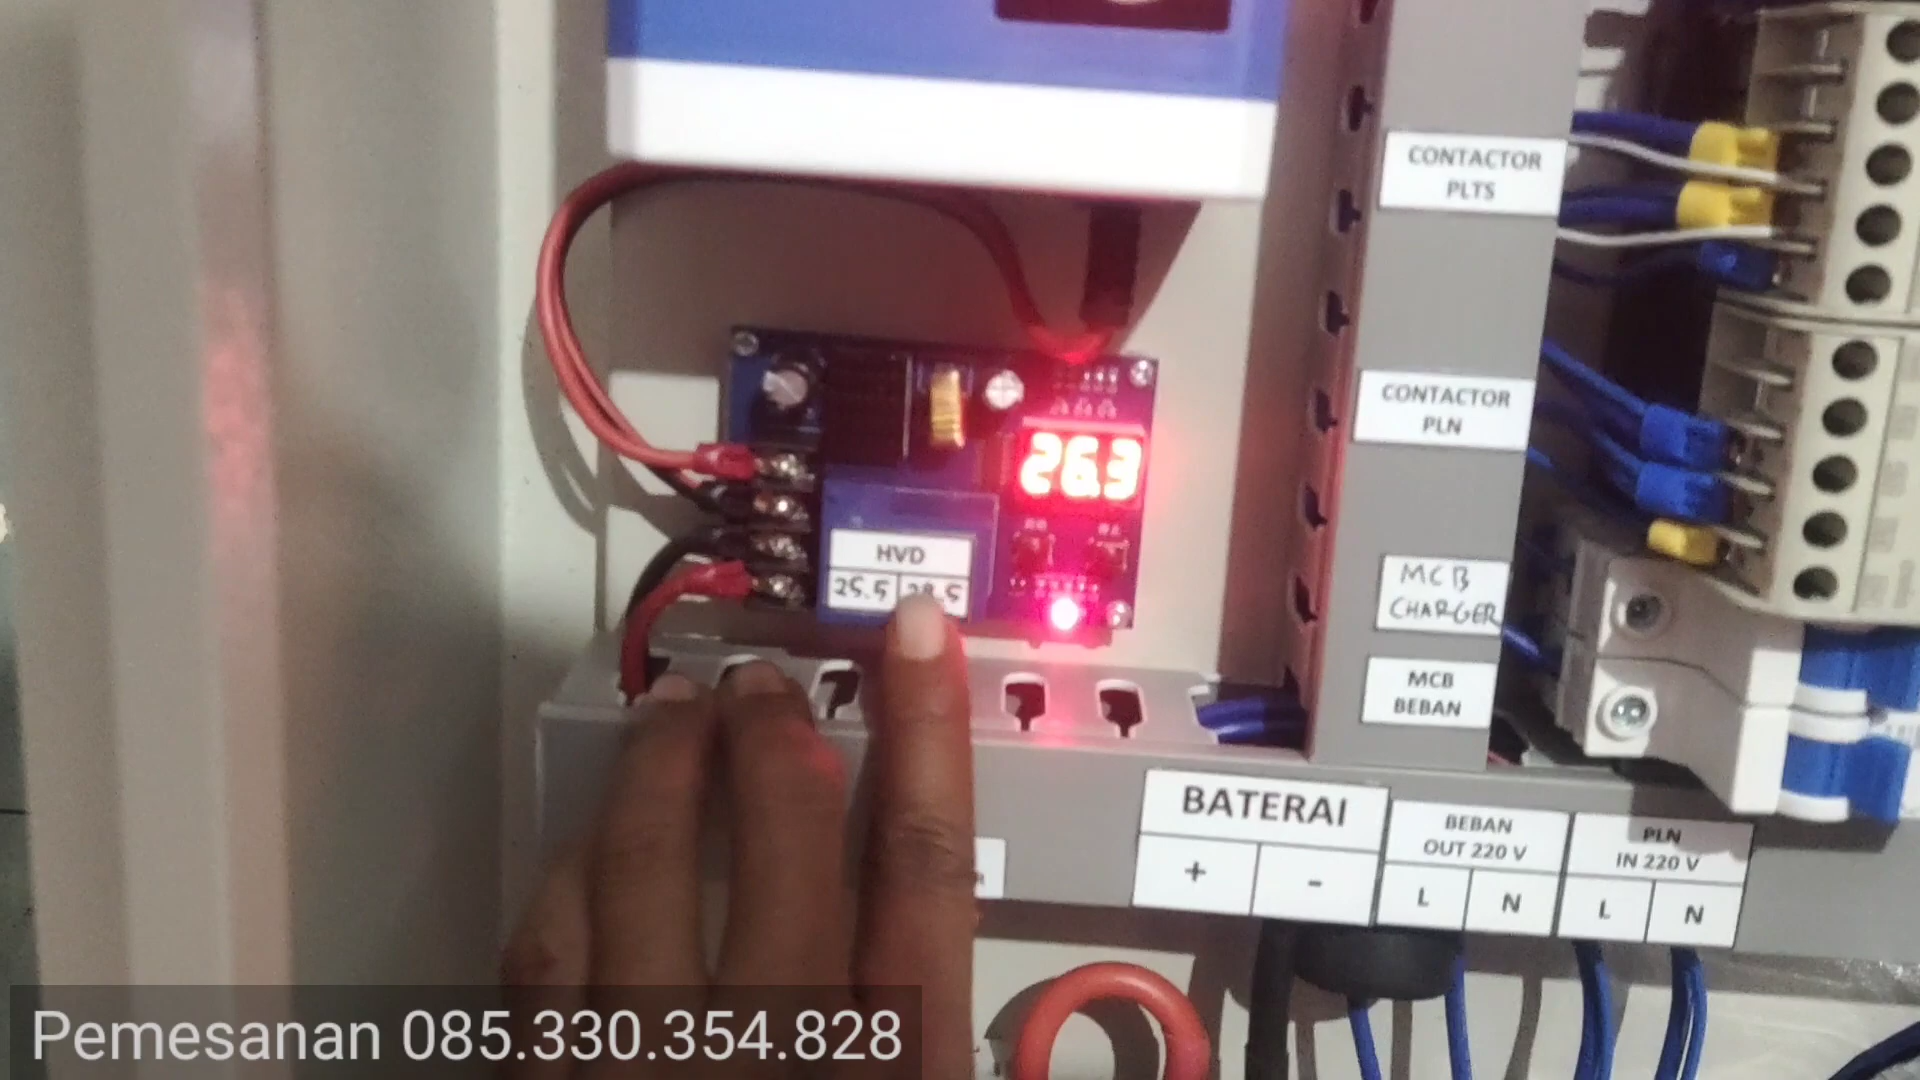 CONTACTOR
PLTS
CONTACTOR
PLN
26.3
HVD
25.5
MCB
CHARGER
MCB
BEBAN
BATERAI
+ -
BEBAN
OUT 220 V
L N
PLN
IN 220 V
L N
Pemesanan 085.330.354.828